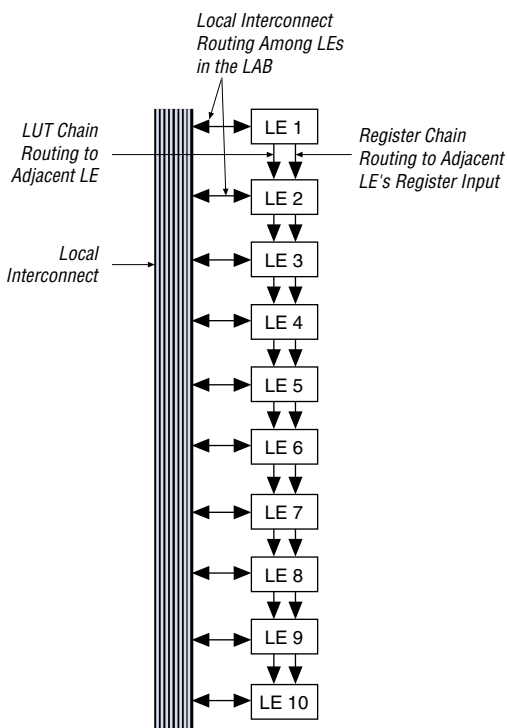 Local Interconnect
Routing Among LEs
in the LAB
LUT Chain
Routing to
Adjacent LE
Register Chain
Routing to Adjacent
LE's Register Input
Local
Interconnect
LE 1
LE 2
LE 3
LE 4
LE 5
LE 6
LE 7
LE 8
LE 9
LE 10